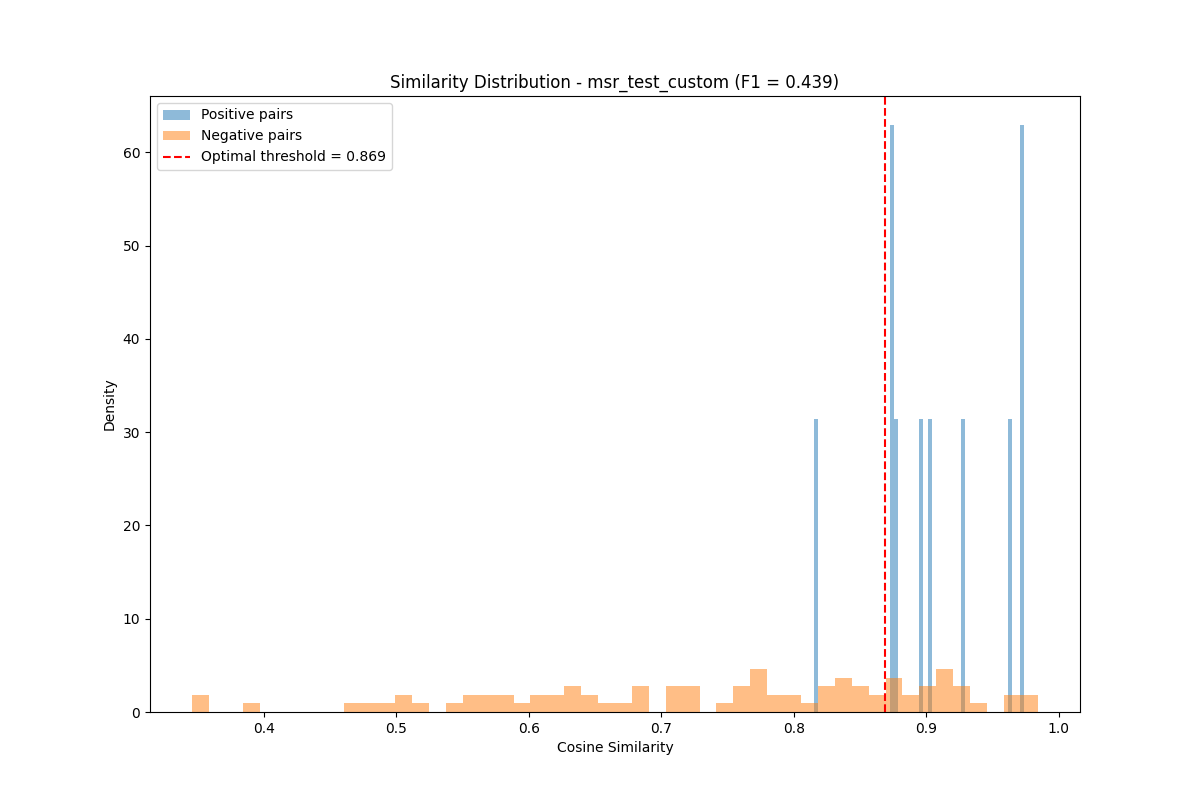 Similarity Distribution - msr_test_custom (F1 = 0.439)
Positive pairs
Negative pairs
Optimal threshold = 0.869
Density
60
50
40
30
20
10
0
0.4 0.5 0.6 0.7 0.8 0.9 1.0
Cosine Similarity